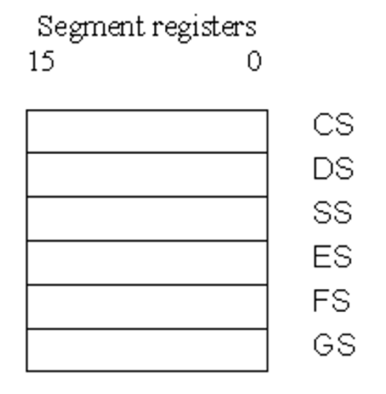 Segment registers
15 0
CS
DS
SS
ES
FS
GS